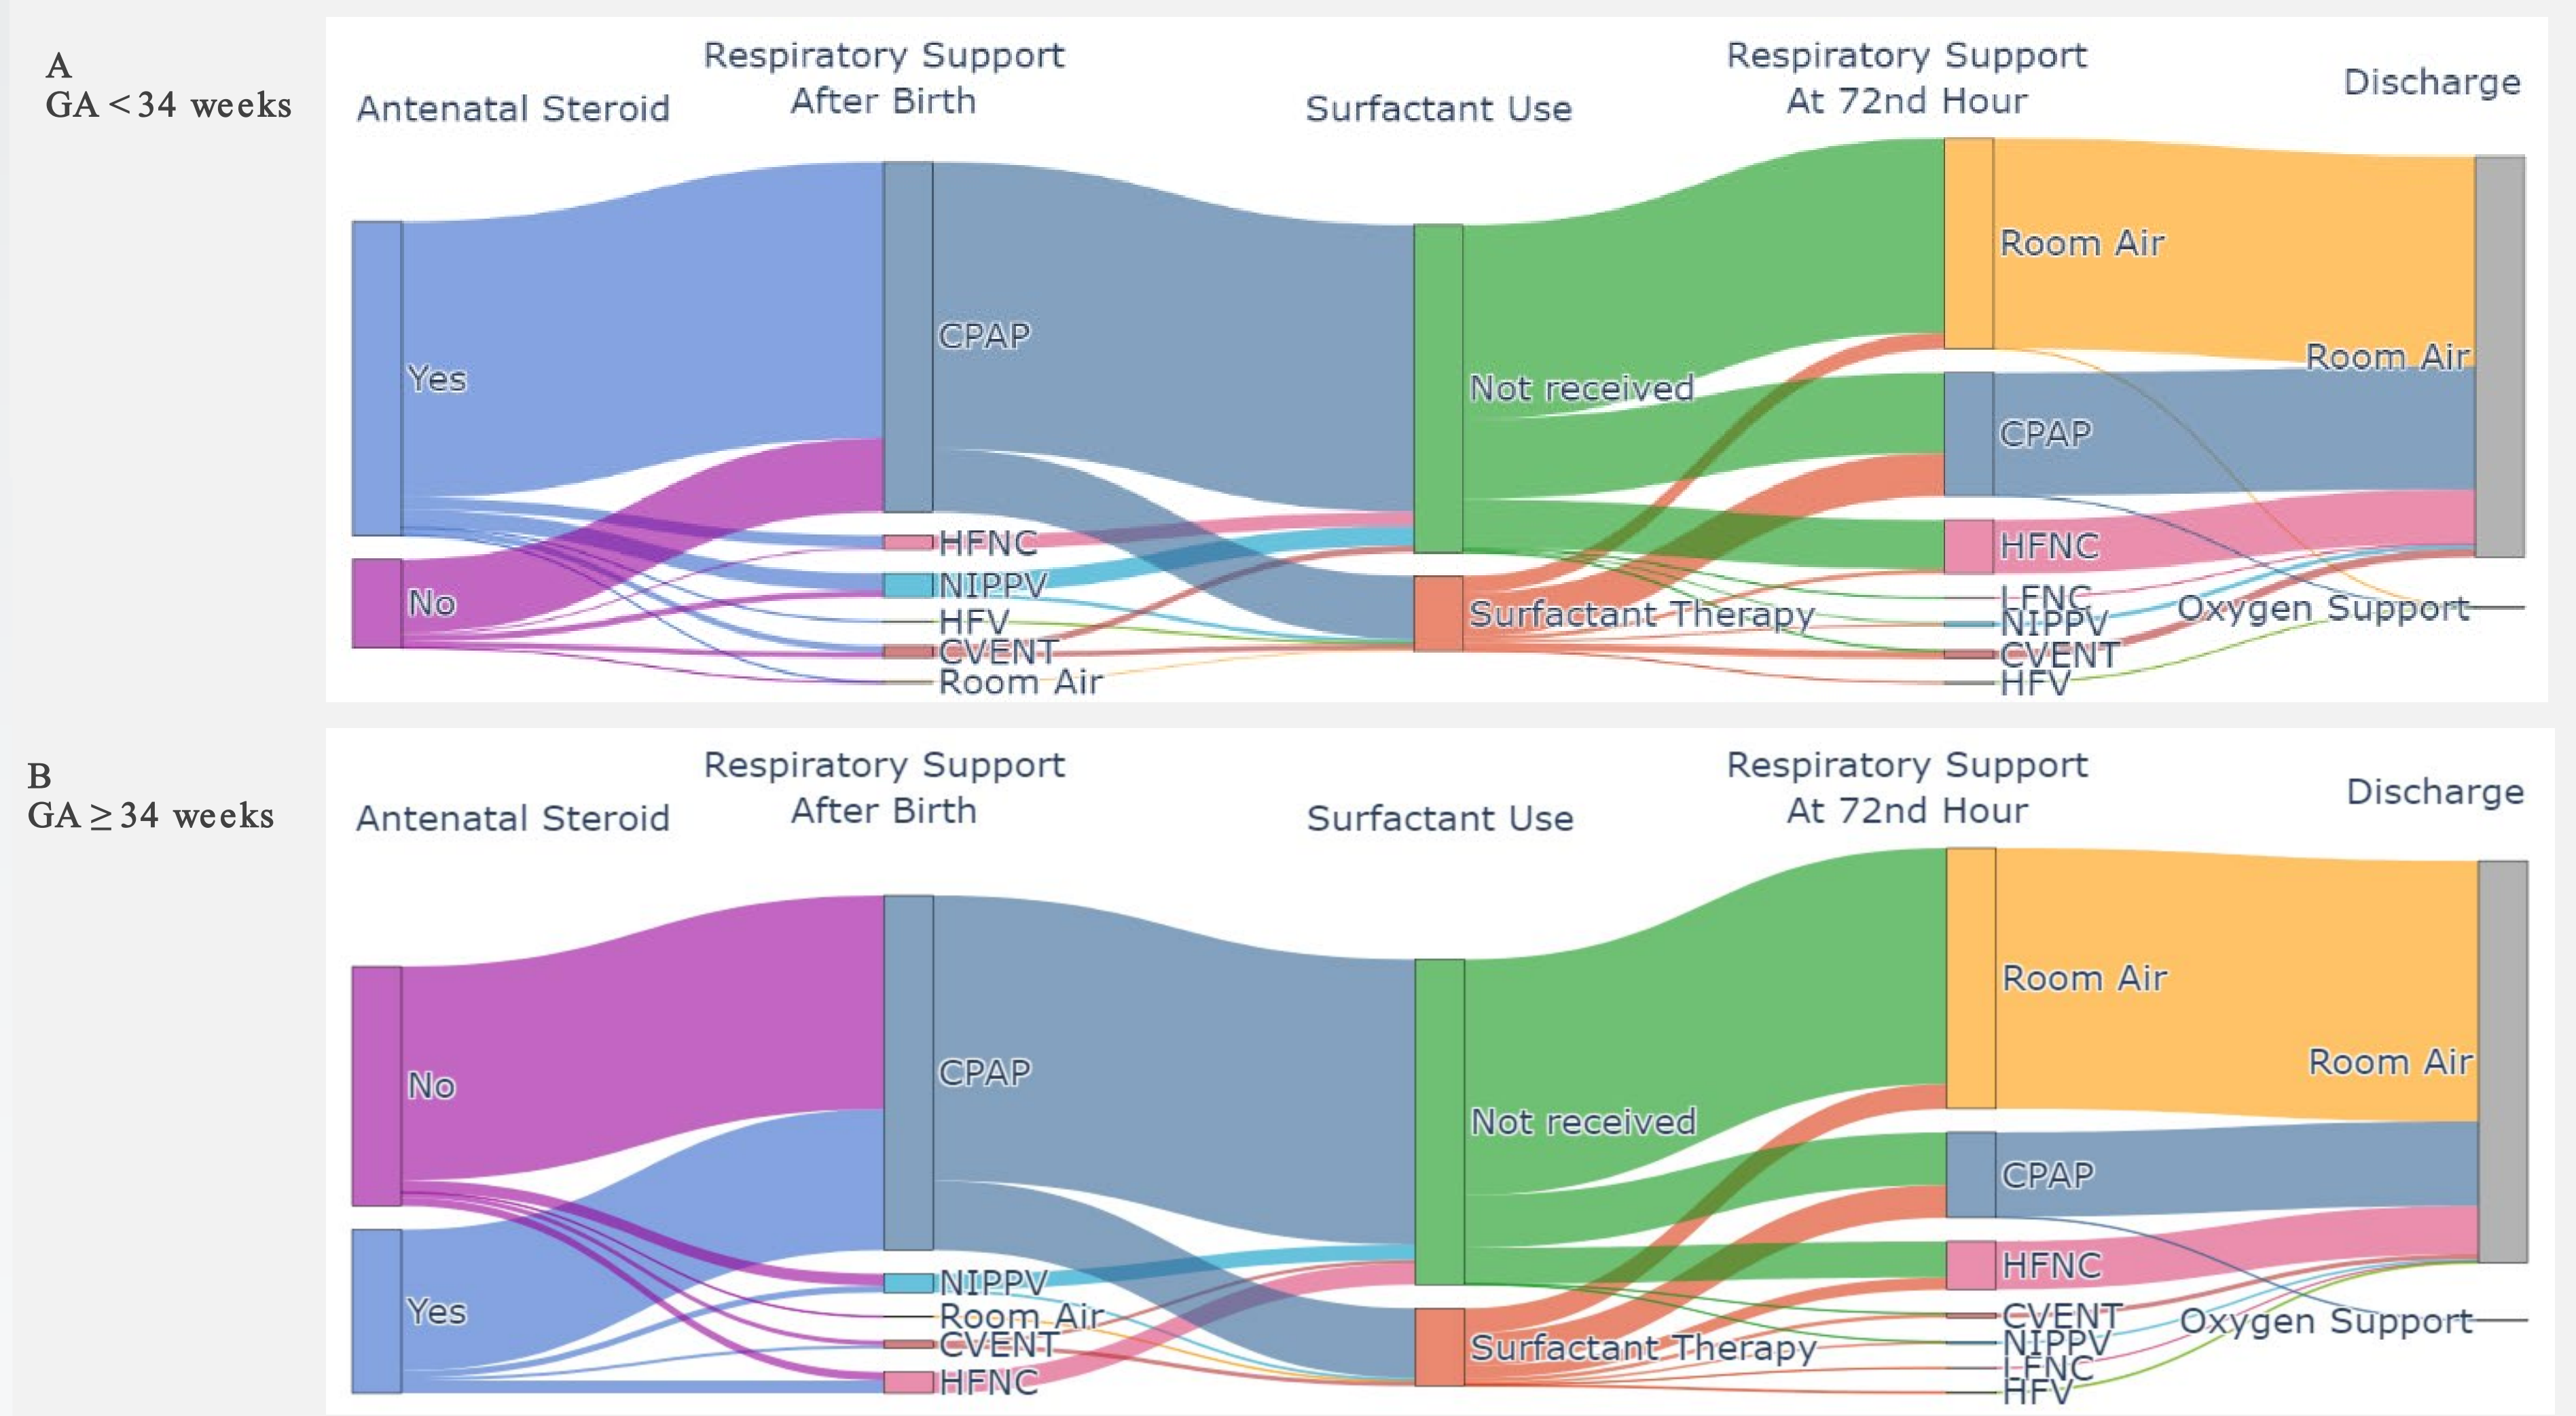 A
GA < 34 weeks
Antenatal Steroid
Respiratory Support
After Birth
Surfactant Use
Respiratory Support
At 72nd Hour
Discharge
Yes
No
CPAP
HFNC
NIPPV
HFV
CVENT
Room Air
Not received
Surfactant Therapy
Room Air
CPAP
HFNC
LFNC
NIPPV
CVENT
HFV
Room Air
Oxygen Support
B
GA ≥ 34 weeks
Antenatal Steroid
Respiratory Support
After Birth
Surfactant Use
Respiratory Support
At 72nd Hour
Discharge
No
Yes
CPAP
NIPPV
Room Air
CVENT
HFNC
Not received
Surfactant Therapy
Room Air
CPAP
HFNC
CVENT
NIPPV
LFNC
HFV
Room Air
Oxygen Support